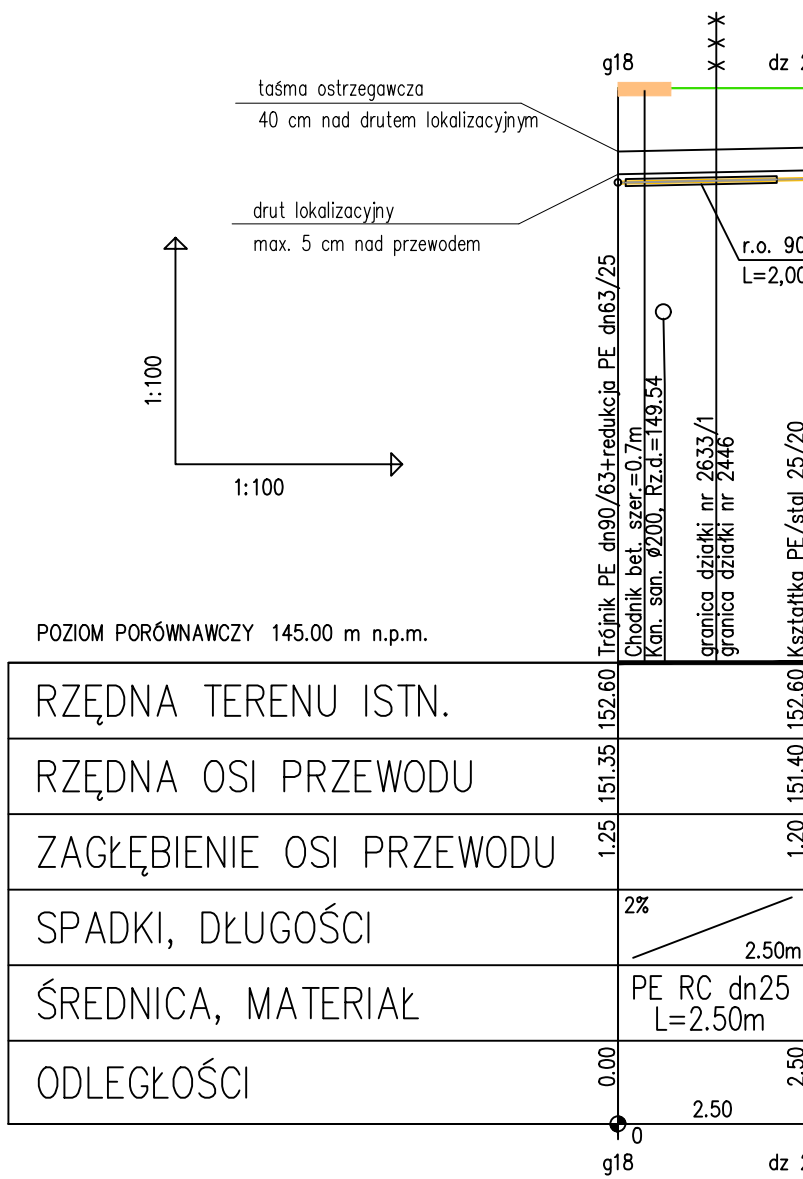 g18
dz 2
taśma ostrzegawcza
40 cm nad drutem lokalizacyjnym
drut lokalizacyjny
max. 5 cm nad przewodem
r.o. 90
L=2,00
1:100
1:100
Trójnik PE dn90/63+redukcja PE dn63/25
Chodnik bet. szer.=0.7m
Kan. san. ø200, Rz.d.=149.54
granica działki nr 2633/1
granica działki nr 2446
Kształtka PE/stal 25/20
POZIOM PORÓWNAWCZY 145.00 m n.p.m.
RZĘDNA TERENU ISTN.
152.60
152.60
RZĘDNA OSI PRZEWODU
151.35
151.40
ZAGŁĘBIENIE OSI PRZEWODU
1.25
1.20
SPADKI, DŁUGOŚCI
2%
2.50m
ŚREDNICA, MATERIAŁ
PE RC dn25
L=2.50m
ODLEGŁOŚCI
0.00
2.50
2.50
0
g18
dz 2